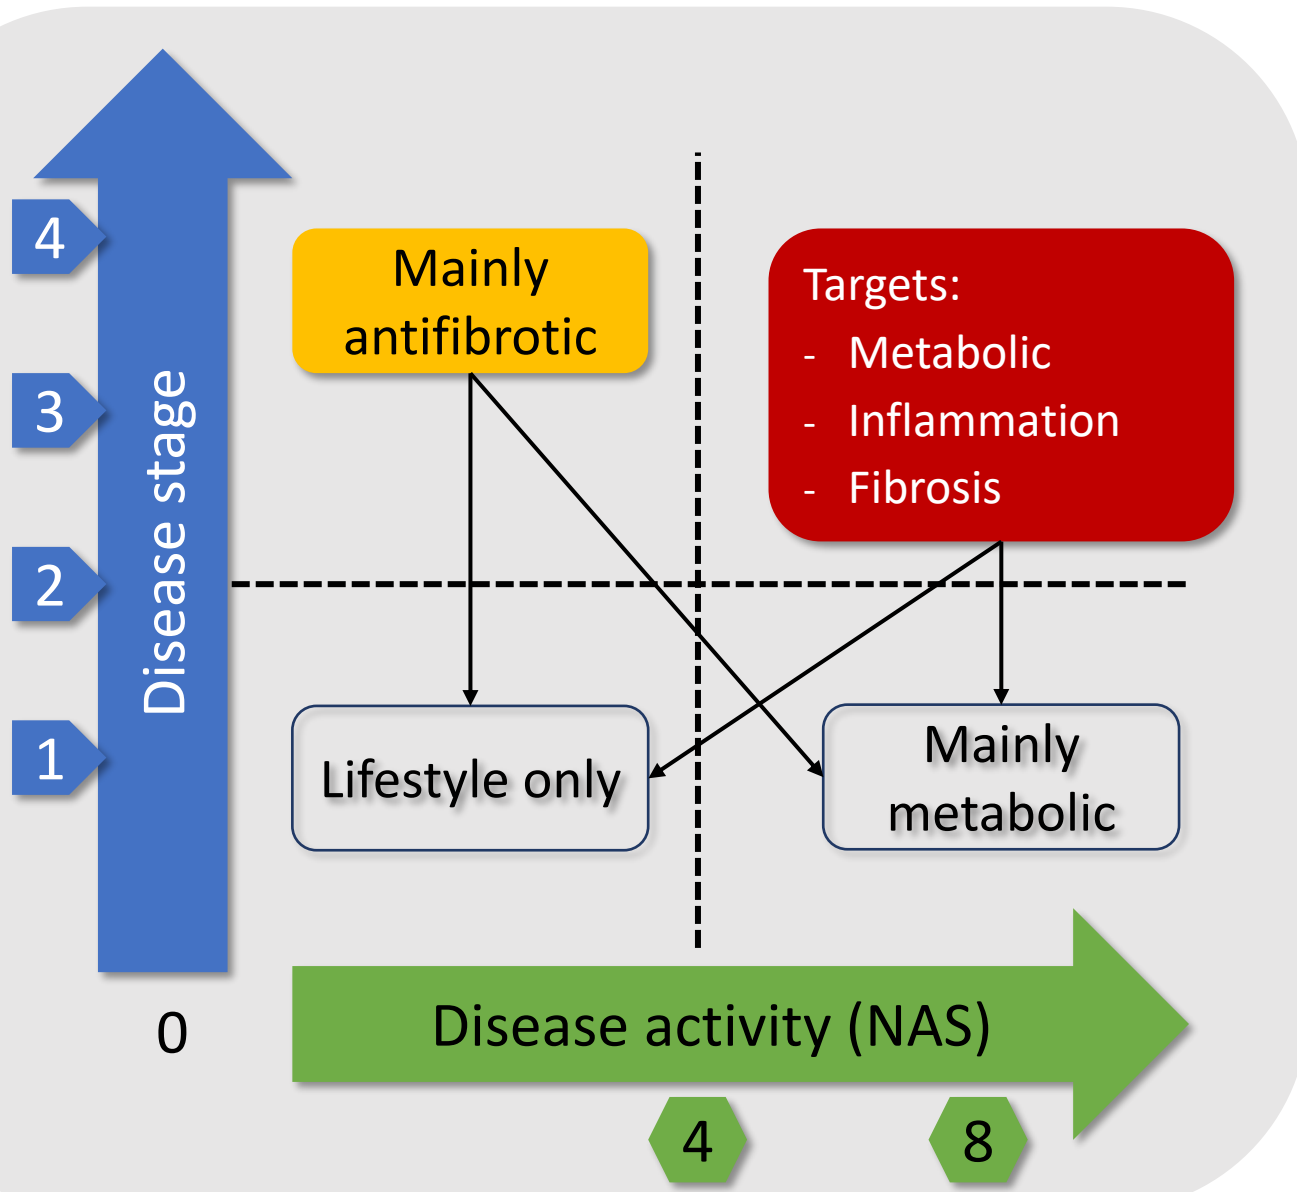 4
3
2
1
Disease stage
0
Mainly
antifibrotic
Targets:
- Metabolic
- Inflammation
- Fibrosis
Lifestyle only
Mainly
metabolic
Disease activity (NAS)
4
8